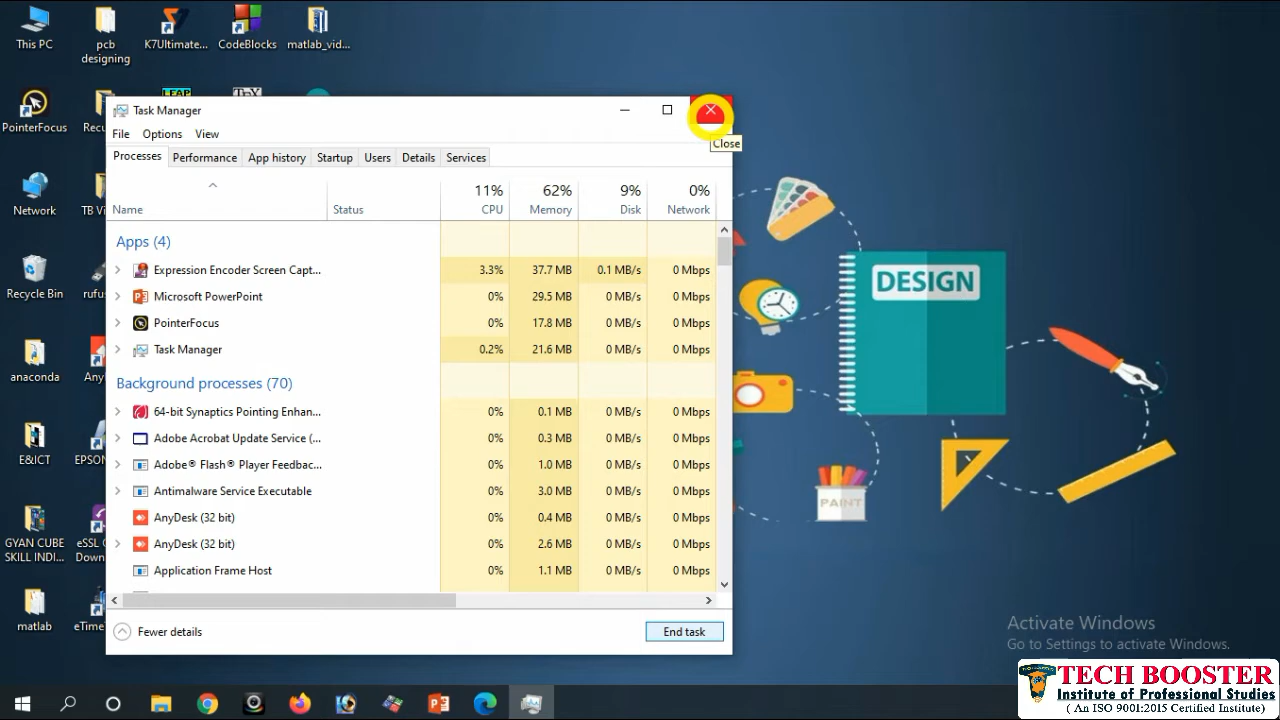 This PC
pcb
designing
K7Ultimate...
CodeBlocks
matlab_vid...
PointerFocus
Network
TB Vi
Recycle Bin
rufus
anaconda
E&ICT
EPSON
GYAN CUBE
SKILL INDI...
eSSL
Down
matlab
eTime
Task Manager
Close
File
Options
View
Processes
Performance
App history
Startup
Users
Details
Services
11%
62%
9%
0%
Name
Status
CPU
Memory
Disk
Network
Apps (4)
Expression Encoder Screen Capt... 3.3% 37.7 MB 0.1 MB/s 0 Mbps
Microsoft PowerPoint 0% 29.5 MB 0 MB/s 0 Mbps
PointerFocus 0% 17.8 MB 0 MB/s 0 Mbps
Task Manager 0.2% 21.6 MB 0 MB/s 0 Mbps
Background processes (70)
64-bit Synaptics Pointing Enhan... 0% 0.1 MB 0 MB/s 0 Mbps
Adobe Acrobat Update Service (... 0% 0.3 MB 0 MB/s 0 Mbps
Adobe® Flash® Player Feedbac... 0% 1.0 MB 0 MB/s 0 Mbps
Antimalware Service Executable 0% 3.0 MB 0 MB/s 0 Mbps
AnyDesk (32 bit) 0% 0.4 MB 0 MB/s 0 Mbps
AnyDesk (32 bit) 0% 2.6 MB 0 MB/s 0 Mbps
Application Frame Host 0% 1.1 MB 0 MB/s 0 Mbps
Fewer details
End task
DESIGN
PAINT
Activate Windows
Go to Settings to activate Windows.
TECH BOOSTER
Institute of Professional Studies
( An ISO 9001:2015 Certified Institute)